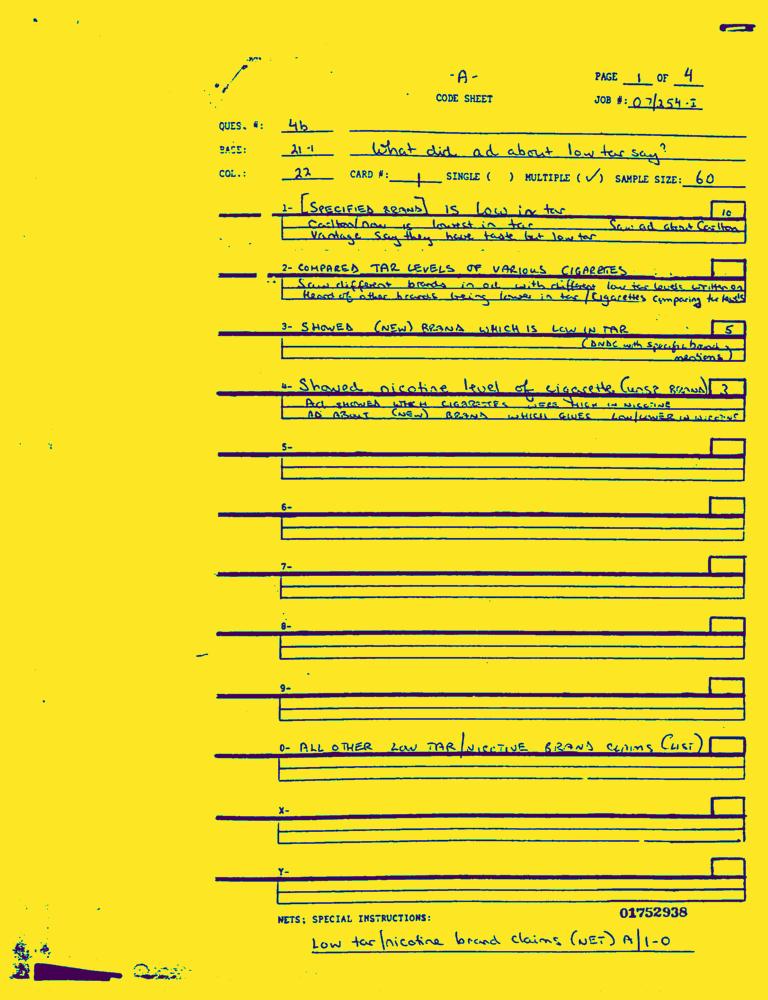 -A-
PAGE 1 OF 4
CODE SHEET
JOB #: 07/254-I
QUES. #: 4b
BASE: 21-1 What did ad about low tar say?
COL.: 22 CARD #: 1 SINGLE ( ) MULTIPLE (✓) SAMPLE SIZE: 60
1- [SPECIFIED BRAND] IS Low in tar 10
Carlton/now is lowest in tar Saw ad about Carlton
Vantage say they have taste but low tar
2- COMPARED TAR LEVELS OF VARIOUS CIGARETTES
Saw different brands in ad with different low tar levels written on
Heard of other brands being lower in tar / Cigarettes comparing tar levels
3- SHOWED (NEW) BRAND WHICH IS LOW IN TAR 5
(DNDC with specific brand
mentions)
4- Showed nicotine level of cigarette (unsp BRAND) 3
AD SHOWED WHICH CIGARETTES WERE HIGH IN NICOTINE
AD ABOUT (NEW) BRAND WHICH GIVES LOW/LOWER IN NICOTINE
5-
6-
7-
8-
9-
0- ALL OTHER LOW TAR/NICOTINE BRAND CLAIMS (LIST)
X-
Y-
NETS; SPECIAL INSTRUCTIONS:
01752938
Low tar/nicotine brand claims (NET) A/1-0